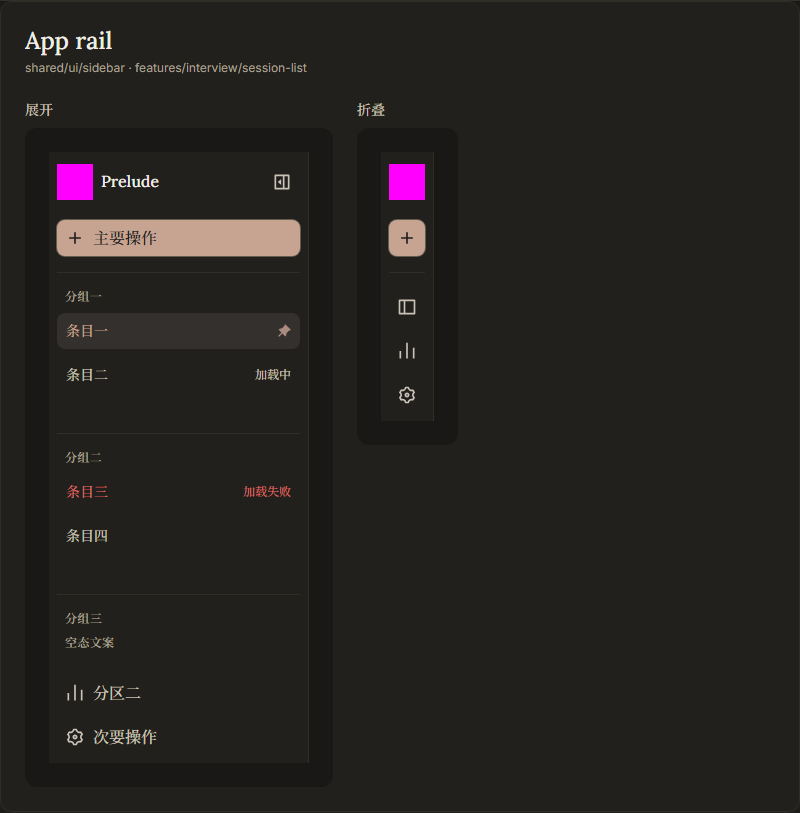 App rail
shared/ui/sidebar · features/interview/session-list
展开
折叠
Prelude
主要操作
分组一
条目一
条目二
加载中
分组二
条目三
加载失败
条目四
分组三
空态文案
分区二
次要操作